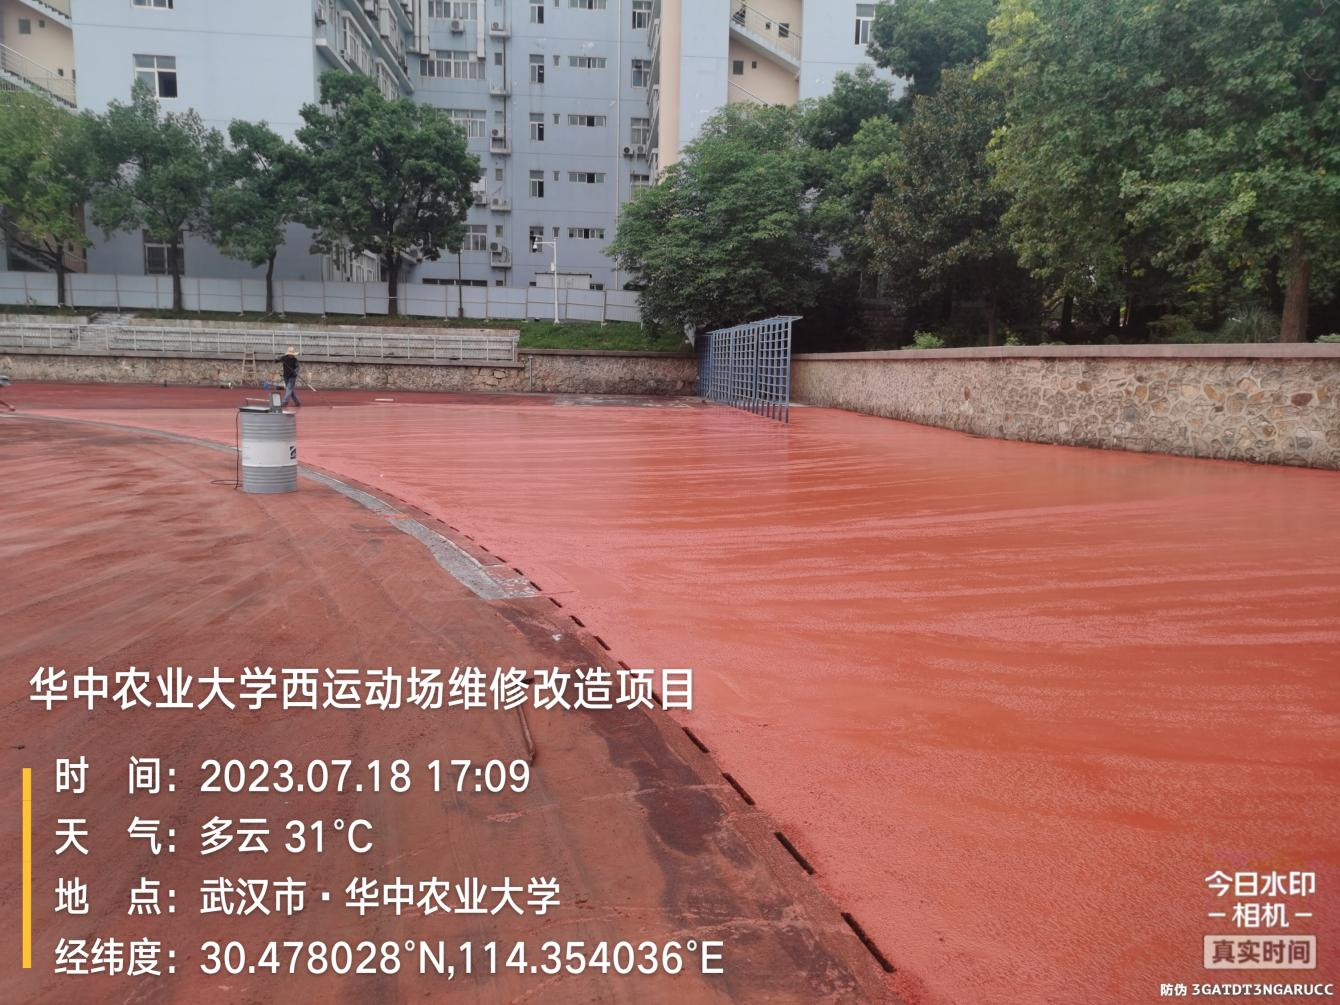 华中农业大学西运动场维修改造项目
时 间：2023.07.18 17:09
天 气：多云 31°C
地 点：武汉市·华中农业大学
经纬度：30.478028°N,114.354036°E
今日水印
－相机－
真实时间
防伪 3GATDT3NGARUCC